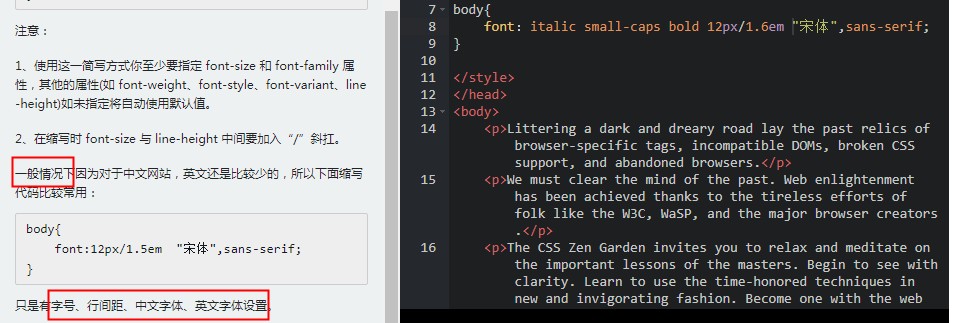 注意：
1、使用这一简写方式你至少要指定 font-size 和 font-family 属
性，其他的属性(如 font-weight、font-style、font-variant、line
-height)如未指定将自动使用默认值。
2、在缩写时 font-size 与 line-height 中间要加入“/”斜扛。
一般情况下因为对于中文网站，英文还是比较少的，所以下面缩写
代码比较常用：
body{
font:12px/1.5em "宋体",sans-serif;
}
只是有字号、行间距、中文字体、英文字体设置。
7 body{
8 font: italic small-caps bold 12px/1.6em "宋体",sans-serif;
9 }
10
11 </style>
12 </head>
13 <body>
14 <p>Littering a dark and dreary road lay the past relics of
browser-specific tags, incompatible DOMs, broken CSS
support, and abandoned browsers.</p>
15 <p>We must clear the mind of the past. Web enlightenment
has been achieved thanks to the tireless efforts of
folk like the W3C, WaSP, and the major browser creators
.</p>
16 <p>The CSS Zen Garden invites you to relax and meditate on
the important lessons of the masters. Begin to see with
clarity. Learn to use the time-honored techniques in
new and invigorating fashion. Become one with the web